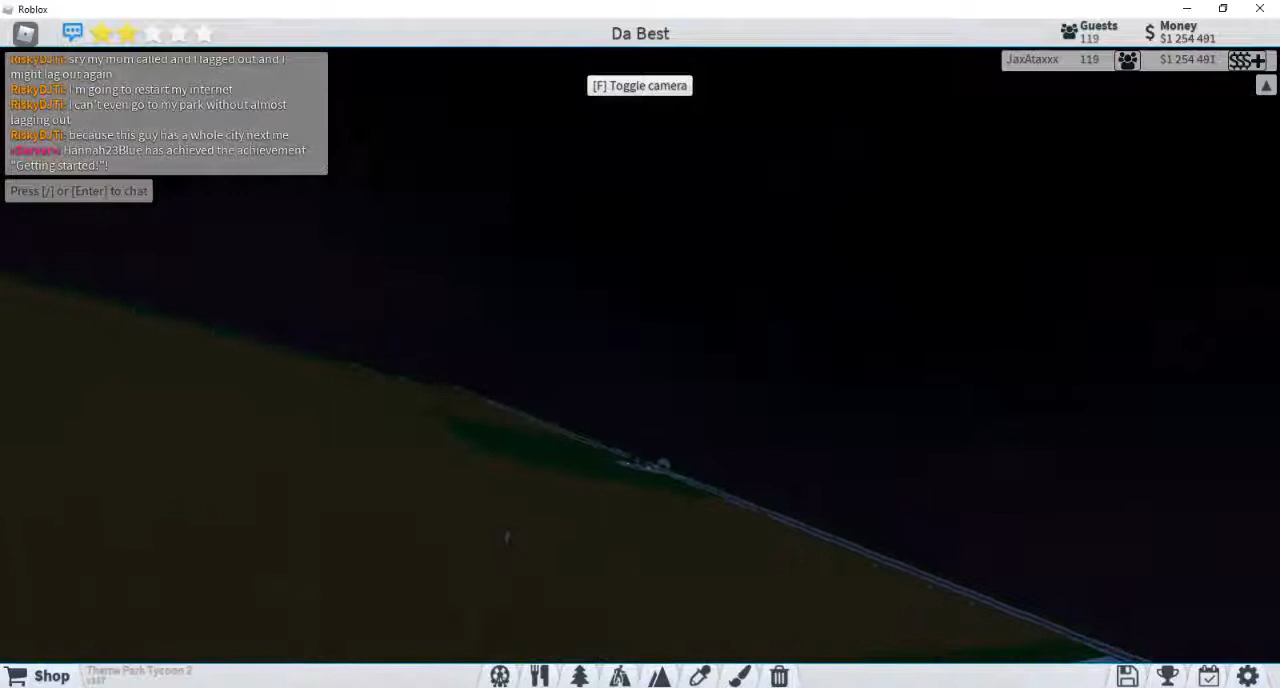 Roblox
Da Best
Guests
119
Money
$1 254 491
RiskyDJTi: sry my mom called and I lagged out and I
might lag out again
RiskyDJTi: I'm going to restart my internet
RiskyDJTi: I can't even go to my park without almost
lagging out
RiskyDJTi: because this guy has a whole city next me
Hannah23Blue has achieved the achievement
"Getting started!"!
Press [/] or [Enter] to chat
[F] Toggle camera
JaxAtaxxx 119 $1 254 491 $$$+
Shop
Theme Park Tycoon 2